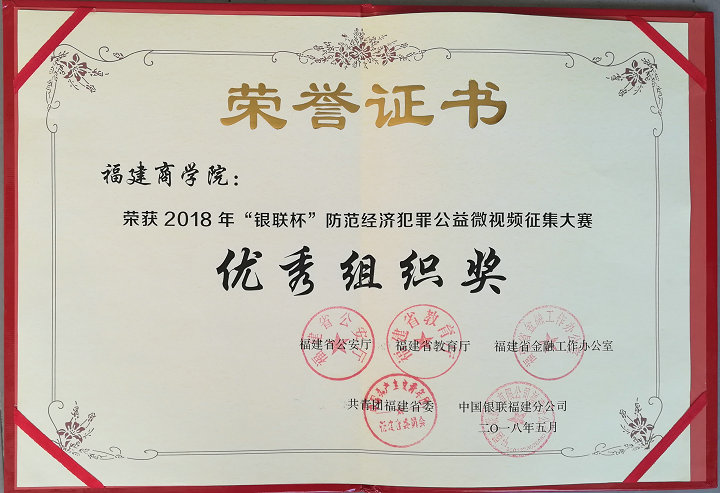 荣誉证书
福建商学院：
荣获2018年“银联杯”防范经济犯罪公益微视频征集大赛
优秀组织奖
福建省公安厅 福建省教育厅 福建省金融工作办公室
共青团福建省委 中国银联福建分公司
二〇一八年五月